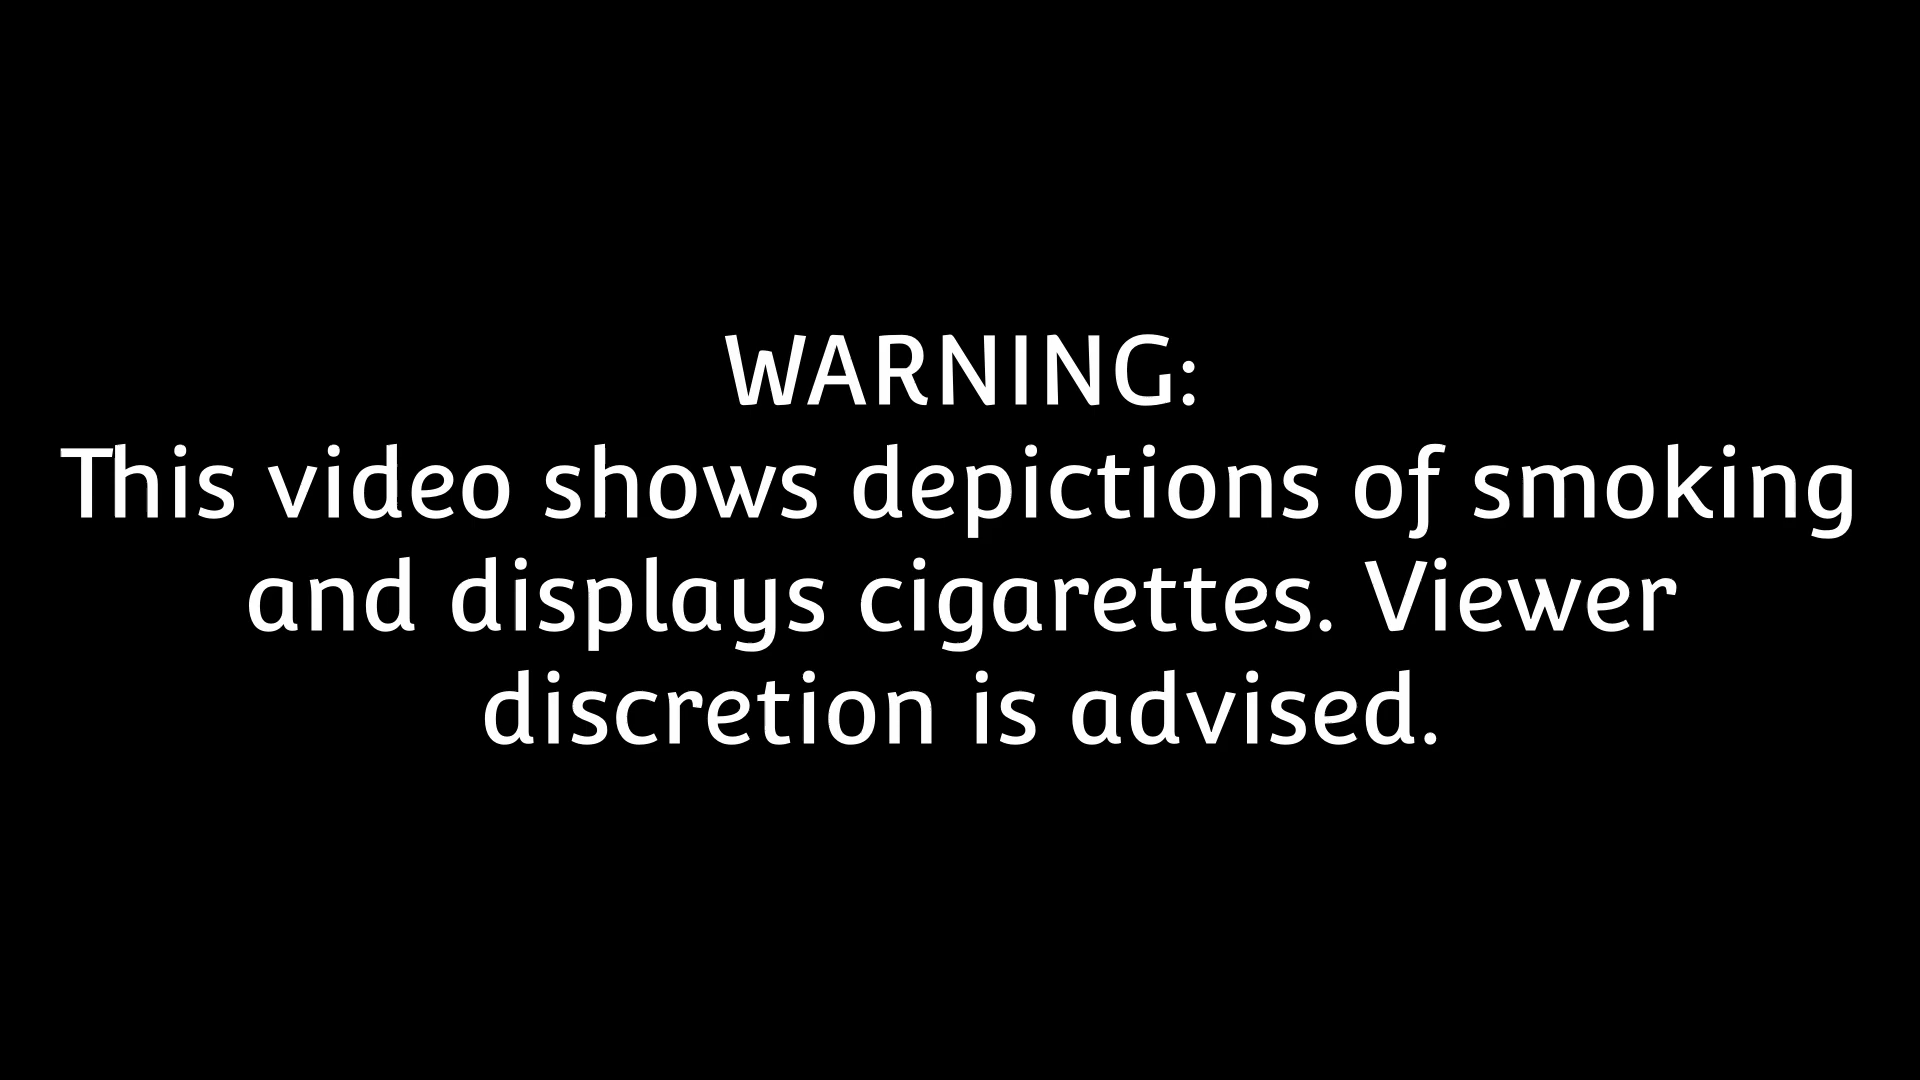 WARNING:
This video shows depictions of smoking
and displays cigarettes. Viewer
discretion is advised.